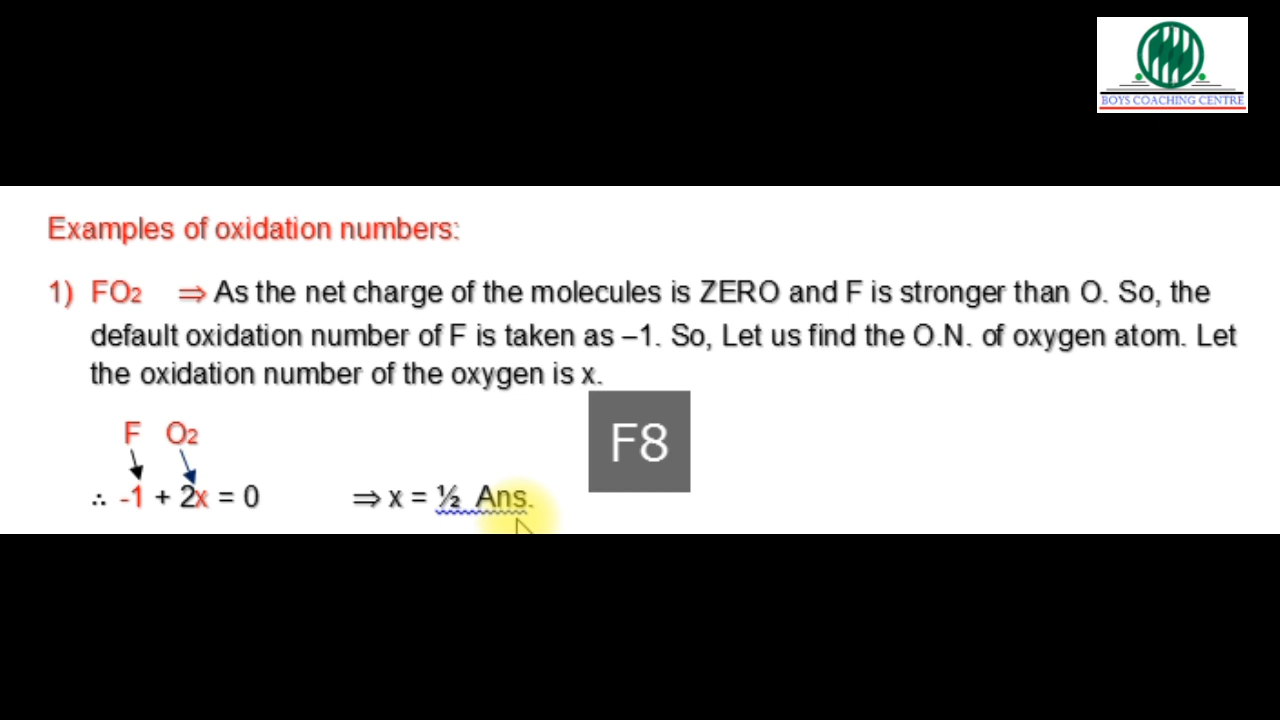 BOYS COACHING CENTRE
Examples of oxidation numbers:
1) FO2 ⇒ As the net charge of the molecules is ZERO and F is stronger than O. So, the
default oxidation number of F is taken as –1. So, Let us find the O.N. of oxygen atom. Let
the oxidation number of the oxygen is x.
F8
F O2
∴ -1 + 2x = 0 ⇒ x = ½ Ans.